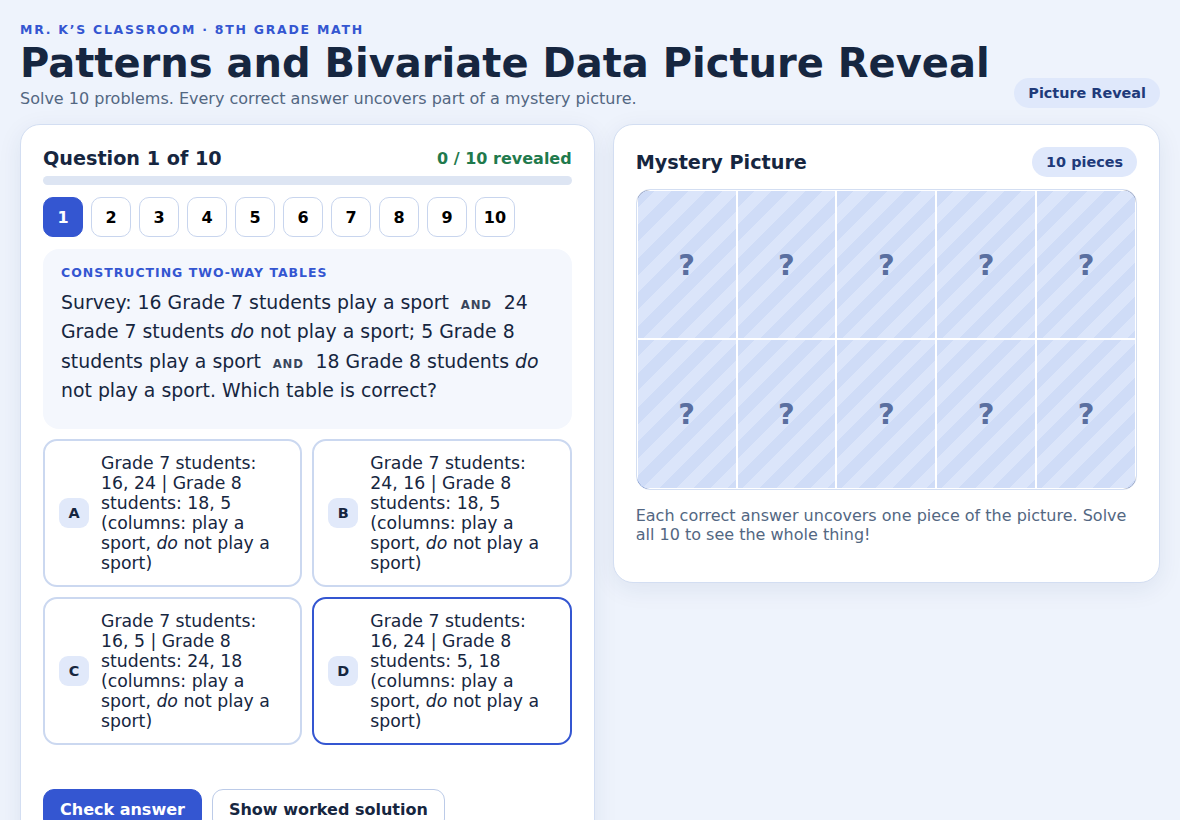 MR. K’S CLASSROOM · 8TH GRADE MATH
Patterns and Bivariate Data Picture Reveal
Solve 10 problems. Every correct answer uncovers part of a mystery picture.
Picture Reveal
Question 1 of 10
0 / 10 revealed
1 2 3 4 5 6 7 8 9 10
CONSTRUCTING TWO-WAY TABLES
Survey: 16 Grade 7 students play a sport AND 24
Grade 7 students do not play a sport; 5 Grade 8
students play a sport AND 18 Grade 8 students do
not play a sport. Which table is correct?
A
Grade 7 students:
16, 24 | Grade 8
students: 18, 5
(columns: play a
sport, do not play a
sport)
B
Grade 7 students:
24, 16 | Grade 8
students: 18, 5
(columns: play a
sport, do not play a
sport)
C
Grade 7 students:
16, 5 | Grade 8
students: 24, 18
(columns: play a
sport, do not play a
sport)
D
Grade 7 students:
16, 24 | Grade 8
students: 5, 18
(columns: play a
sport, do not play a
sport)
Check answer
Show worked solution
Mystery Picture
10 pieces
? ? ? ? ?
? ? ? ? ?
Each correct answer uncovers one piece of the picture. Solve
all 10 to see the whole thing!